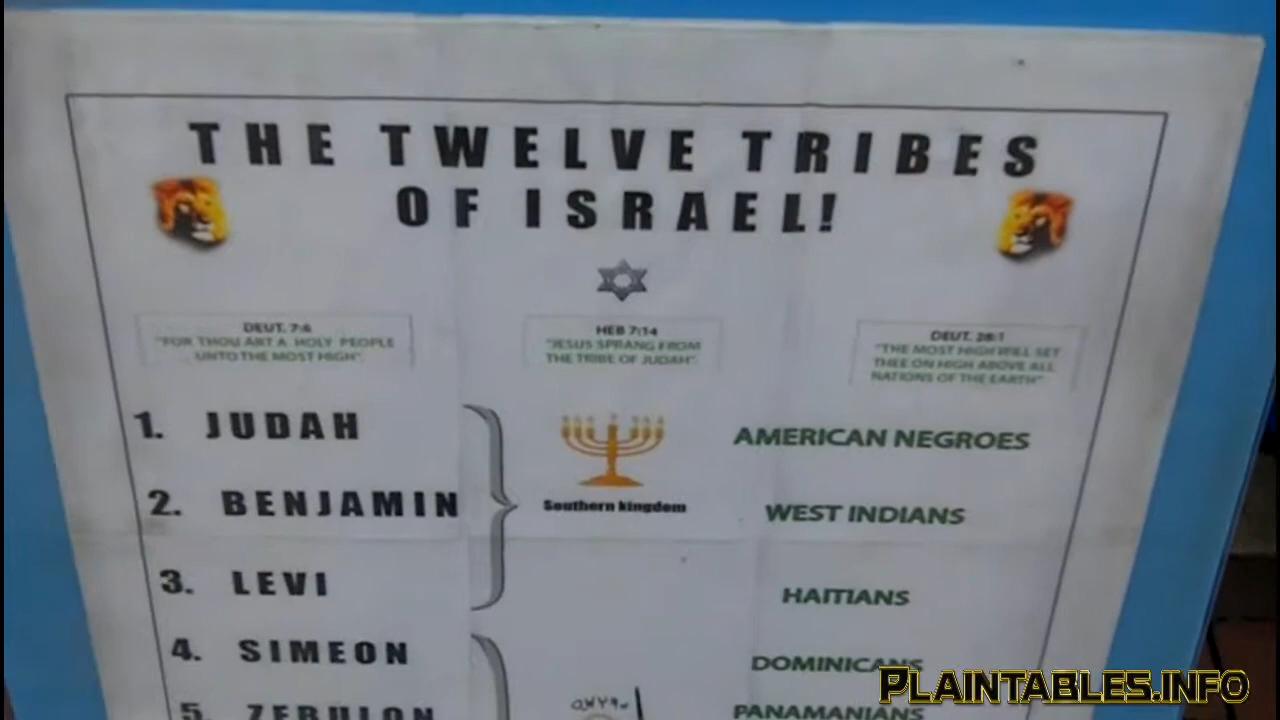 THE TWELVE TRIBES
OF ISRAEL!
DEUT. 7:6
"FOR THOU ART A HOLY PEOPLE
UNTO THE MOST HIGH".
HEB 7:14
"JESUS SPRANG FROM
THE TRIBE OF JUDAH".
DEUT. 28:1
"THE MOST HIGH WILL SET
THEE ON HIGH ABOVE ALL
NATIONS OF THE EARTH"
1. JUDAH AMERICAN NEGROES
2. BENJAMIN Southern kingdom WEST INDIANS
3. LEVI HAITIANS
4. SIMEON DOMINICANS
5. ZEBULON PANAMANIANS
PLAINTABLES.INFO